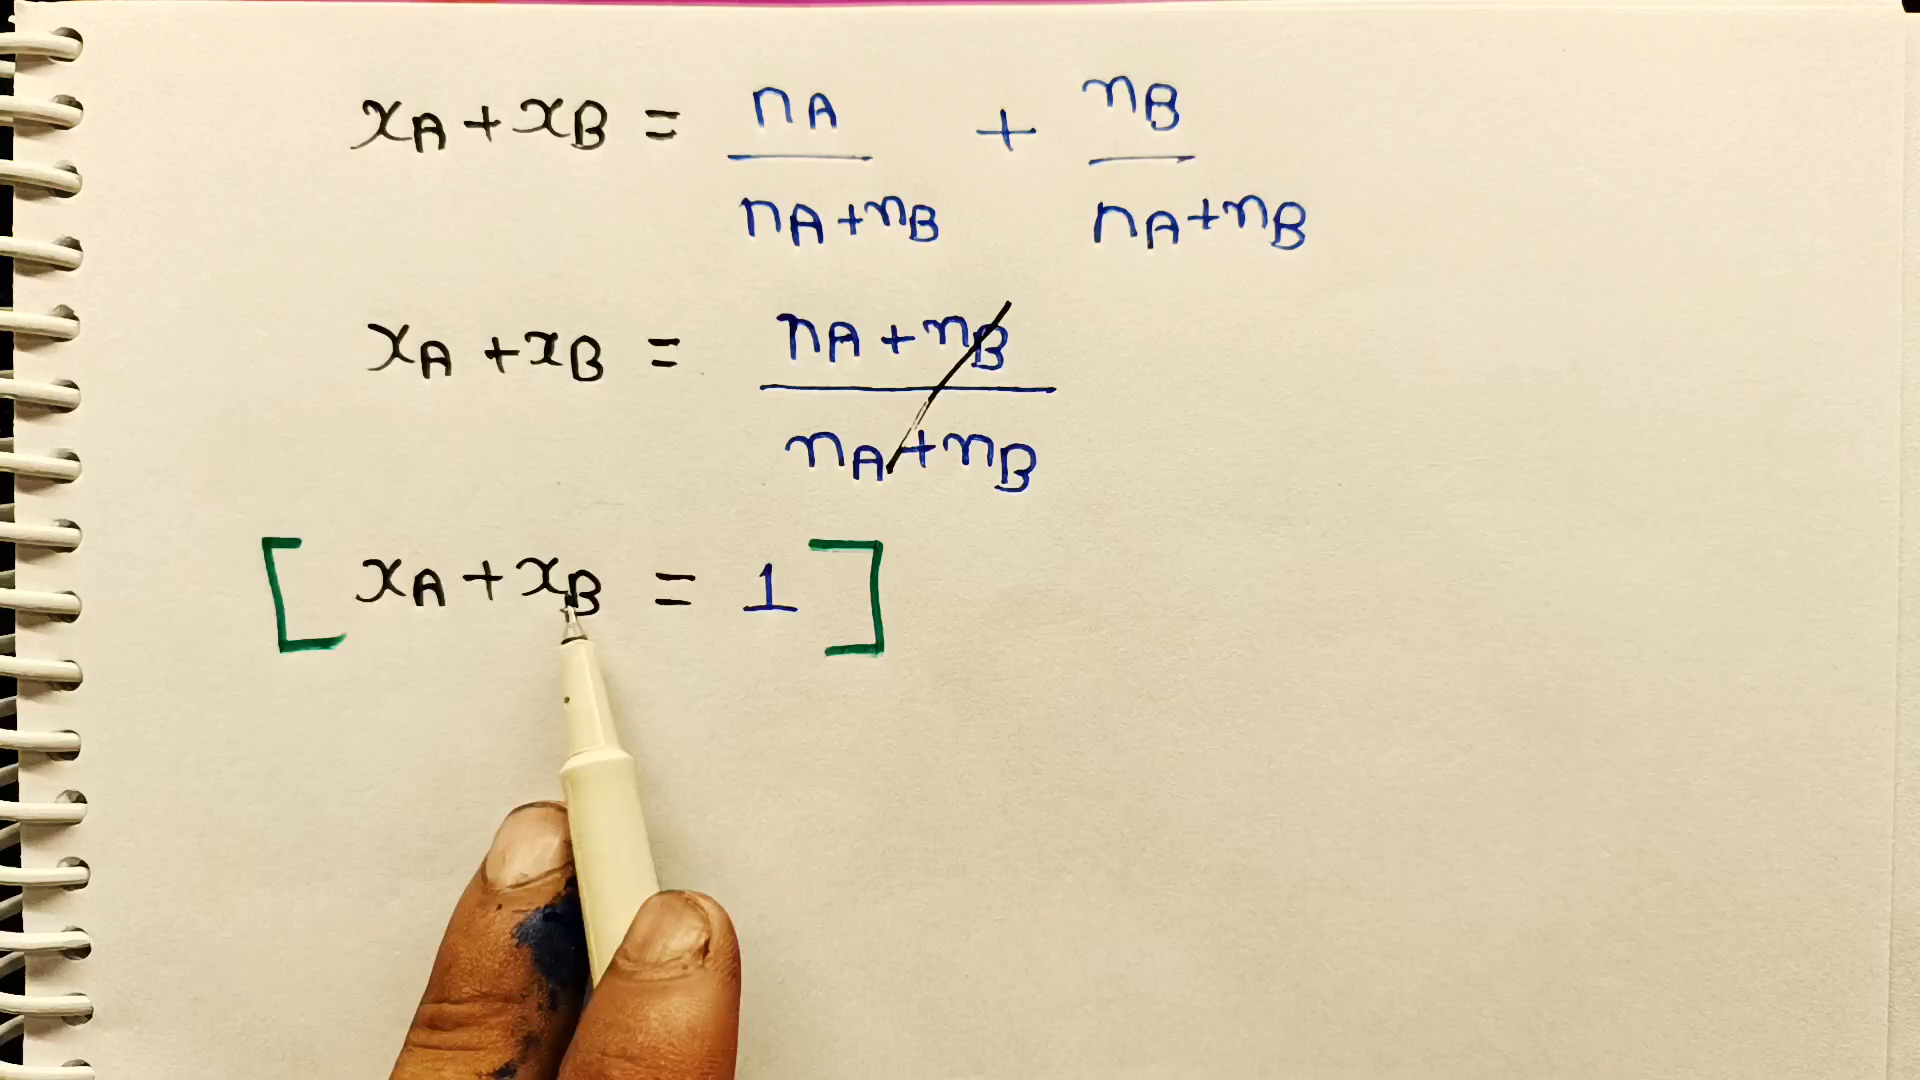 xA + xB = nA / nA+nB + nB / nA+nB
xA + xB = nA + nB / nA + nB
[ xA + xB = 1 ]